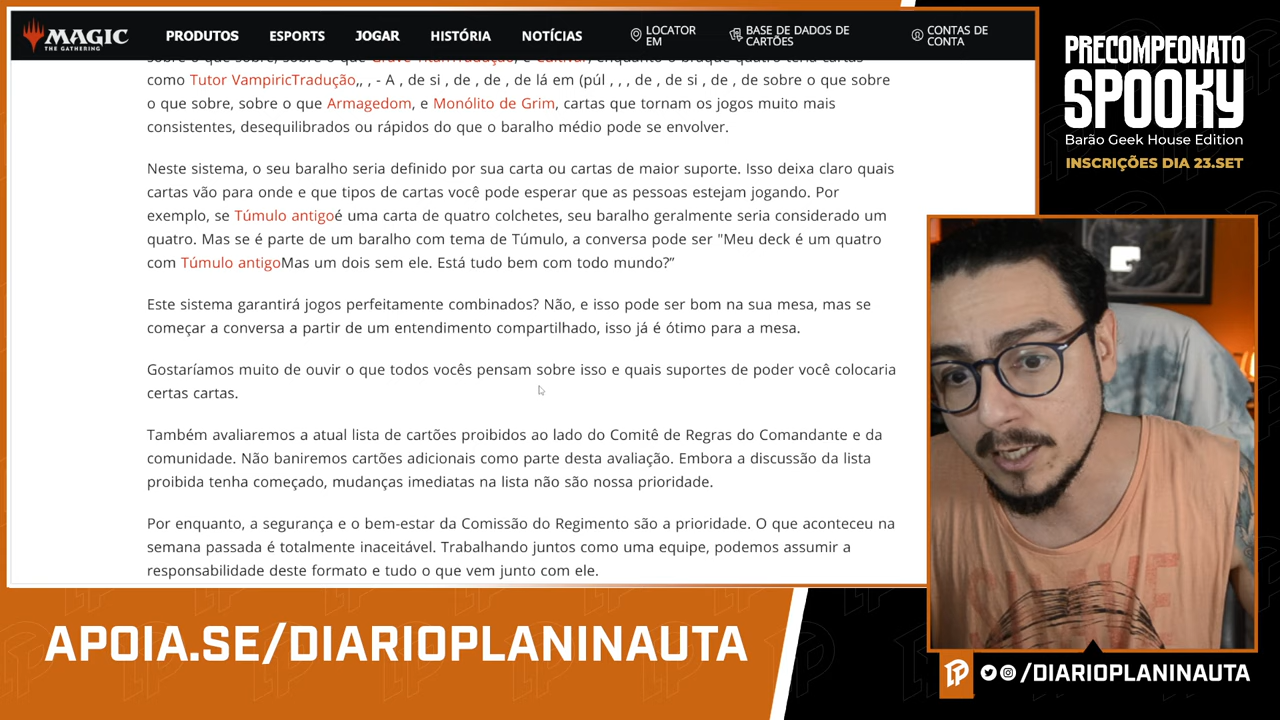 MAGIC
THE GATHERING
PRODUTOS
ESPORTS
JOGAR
HISTÓRIA
NOTÍCIAS
LOCATOR
EM
BASE DE DADOS DE
CARTÕES
CONTAS DE
CONTA
sobre o que sobre, sobre o que Grave TitanTradução, e Cultivar, enquanto o braque quatro teria cartas
como Tutor VampiricTradução,, , - A , de si , de , de , de lá em (púl , , , de , de si , de , de sobre o que sobre
o que sobre, sobre o que Armagedom, e Monólito de Grim, cartas que tornam os jogos muito mais
consistentes, desequilibrados ou rápidos do que o baralho médio pode se envolver.
Neste sistema, o seu baralho seria definido por sua carta ou cartas de maior suporte. Isso deixa claro quais
cartas vão para onde e que tipos de cartas você pode esperar que as pessoas estejam jogando. Por
exemplo, se Túmulo antigoé uma carta de quatro colchetes, seu baralho geralmente seria considerado um
quatro. Mas se é parte de um baralho com tema de Túmulo, a conversa pode ser "Meu deck é um quatro
com Túmulo antigoMas um dois sem ele. Está tudo bem com todo mundo?”
Este sistema garantirá jogos perfeitamente combinados? Não, e isso pode ser bom na sua mesa, mas se
começar a conversa a partir de um entendimento compartilhado, isso já é ótimo para a mesa.
Gostaríamos muito de ouvir o que todos vocês pensam sobre isso e quais suportes de poder você colocaria
certas cartas.
Também avaliaremos a atual lista de cartões proibidos ao lado do Comitê de Regras do Comandante e da
comunidade. Não baniremos cartões adicionais como parte desta avaliação. Embora a discussão da lista
proibida tenha começado, mudanças imediatas na lista não são nossa prioridade.
Por enquanto, a segurança e o bem-estar da Comissão do Regimento são a prioridade. O que aconteceu na
semana passada é totalmente inaceitável. Trabalhando juntos como uma equipe, podemos assumir a
responsabilidade deste formato e tudo o que vem junto com ele.
PRECOMPEONATO
SPOOKY
Barão Geek House Edition
INSCRIÇÕES DIA 23.SET
APOIA.SE/DIARIOPLANINAUTA
/DIARIOPLANINAUTA